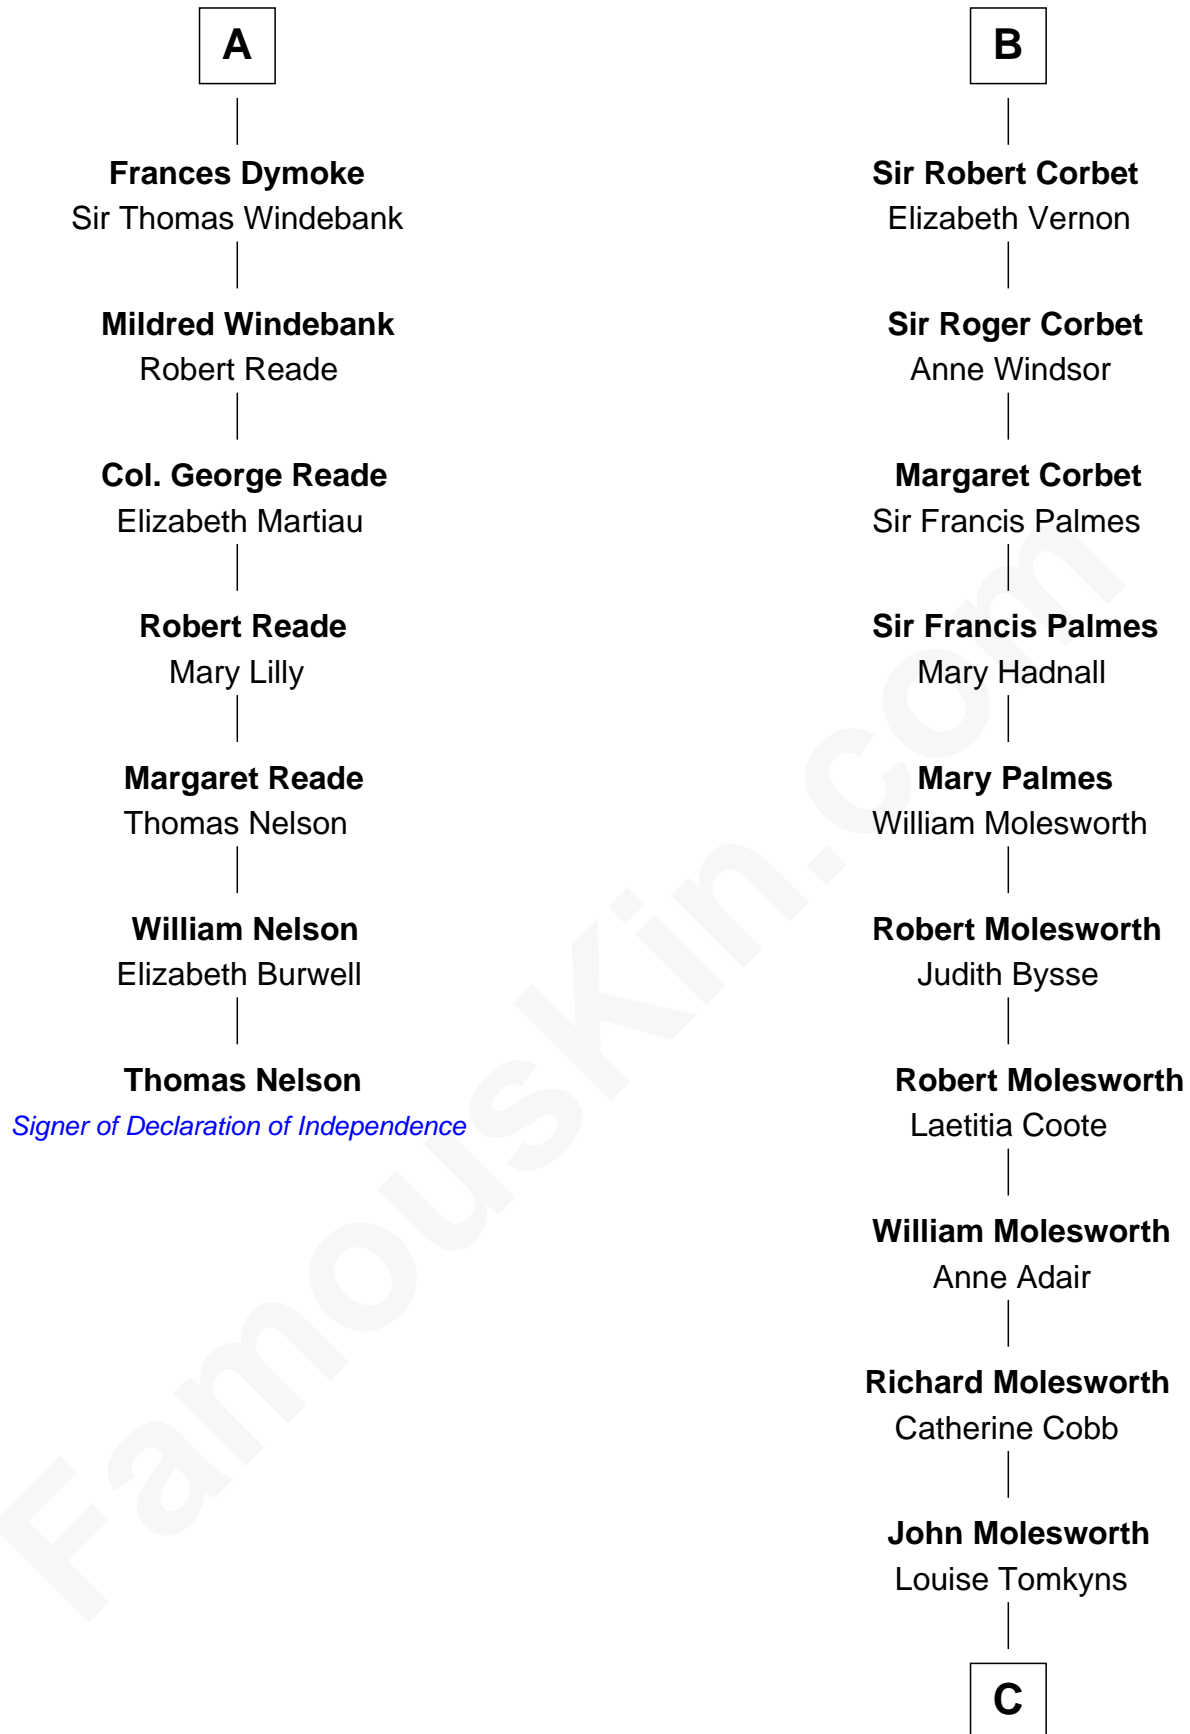 A
Frances Dymoke
Sir Thomas Windebank
Mildred Windebank
Robert Reade
Col. George Reade
Elizabeth Martiau
Robert Reade
Mary Lilly
Margaret Reade
Thomas Nelson
William Nelson
Elizabeth Burwell
Thomas Nelson
Signer of Declaration of Independence
B
Sir Robert Corbet
Elizabeth Vernon
Sir Roger Corbet
Anne Windsor
Margaret Corbet
Sir Francis Palmes
Sir Francis Palmes
Mary Hadnall
Mary Palmes
William Molesworth
Robert Molesworth
Judith Bysse
Robert Molesworth
Laetitia Coote
William Molesworth
Anne Adair
Richard Molesworth
Catherine Cobb
John Molesworth
Louise Tomkyns
C
FamousKin.com